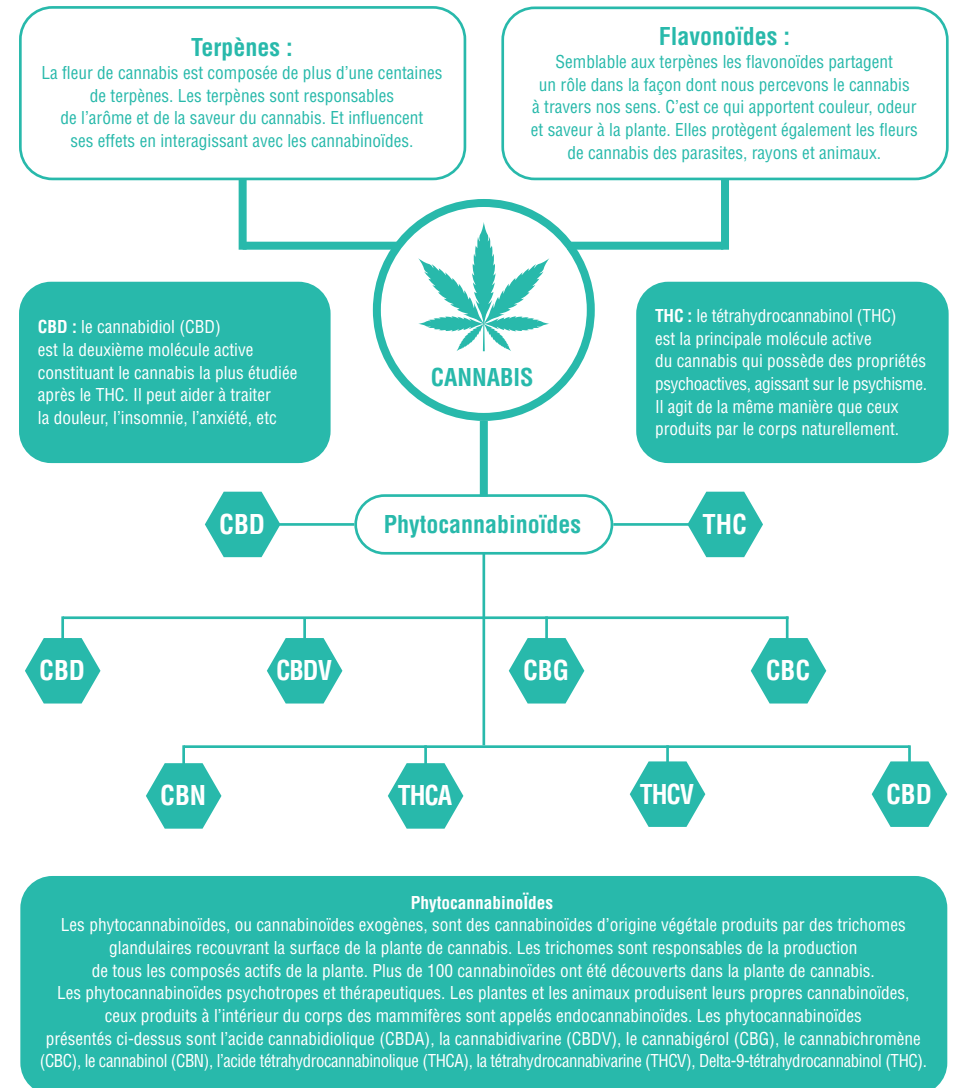 Terpènes :
La fleur de cannabis est composée de plus d'une centaines
de terpènes. Les terpènes sont responsables
de l'arôme et de la saveur du cannabis. Et influencent
ses effets en interagissant avec les cannabinoïdes.
Flavonoïdes :
Semblable aux terpènes les flavonoïdes partagent
un rôle dans la façon dont nous percevons le cannabis
à travers nos sens. C'est ce qui apportent couleur, odeur
et saveur à la plante. Elles protègent également les fleurs
de cannabis des parasites, rayons et animaux.
CANNABIS
CBD : le cannabidiol (CBD)
est la deuxième molécule active
constituant le cannabis la plus étudiée
après le THC. Il peut aider à traiter
la douleur, l'insomnie, l'anxiété, etc
THC : le tétrahydrocannabinol (THC)
est la principale molécule active
du cannabis qui possède des propriétés
psychoactives, agissant sur le psychisme.
Il agit de la même manière que ceux
produits par le corps naturellement.
CBD
Phytocannabinoïdes
THC
CBD
CBDV
CBG
CBC
CBN
THCA
THCV
CBD
PhytocannabinoÏdes
Les phytocannabinoïdes, ou cannabinoïdes exogènes, sont des cannabinoïdes d'origine végétale produits par des trichomes
glandulaires recouvrant la surface de la plante de cannabis. Les trichomes sont responsables de la production
de tous les composés actifs de la plante. Plus de 100 cannabinoïdes ont été découverts dans la plante de cannabis.
Les phytocannabinoïdes psychotropes et thérapeutiques. Les plantes et les animaux produisent leurs propres cannabinoïdes,
ceux produits à l'intérieur du corps des mammifères sont appelés endocannabinoïdes. Les phytocannabinoïdes
présentés ci-dessus sont l'acide cannabidiolique (CBDA), la cannabidivarine (CBDV), le cannabigérol (CBG), le cannabichromène
(CBC), le cannabinol (CBN), l'acide tétrahydrocannabinolique (THCA), la tétrahydrocannabivarine (THCV), Delta-9-tétrahydrocannabinol (THC).